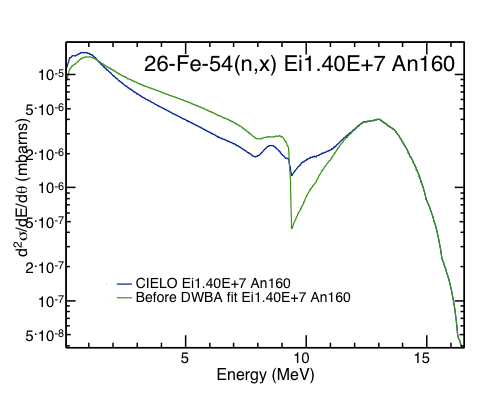 26-Fe-54(n,x) Ei1.40E+7 An160
10-5
5·10-6
2·10-6
10-6
5·10-7
2·10-7
10-7
5·10-8
d2σ/dE/dθ (mbarns)
CIELO Ei1.40E+7 An160
Before DWBA fit Ei1.40E+7 An160
5 10 15
Energy (MeV)